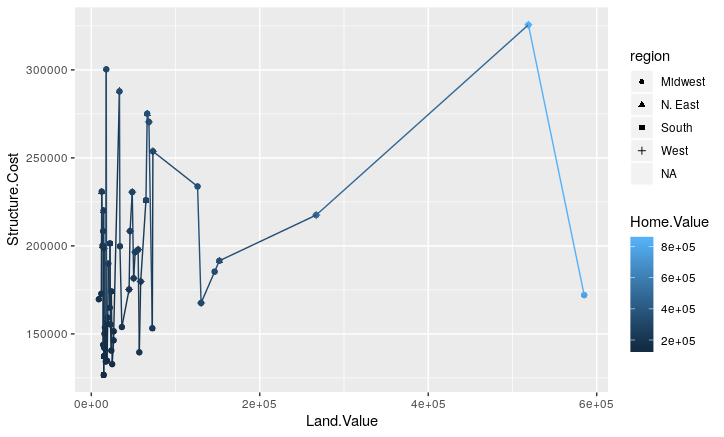 Structure.Cost
300000
250000
200000
150000
0e+00
2e+05
4e+05
6e+05
Land.Value
region
Midwest
N. East
South
West
NA
Home.Value
8e+05
6e+05
4e+05
2e+05